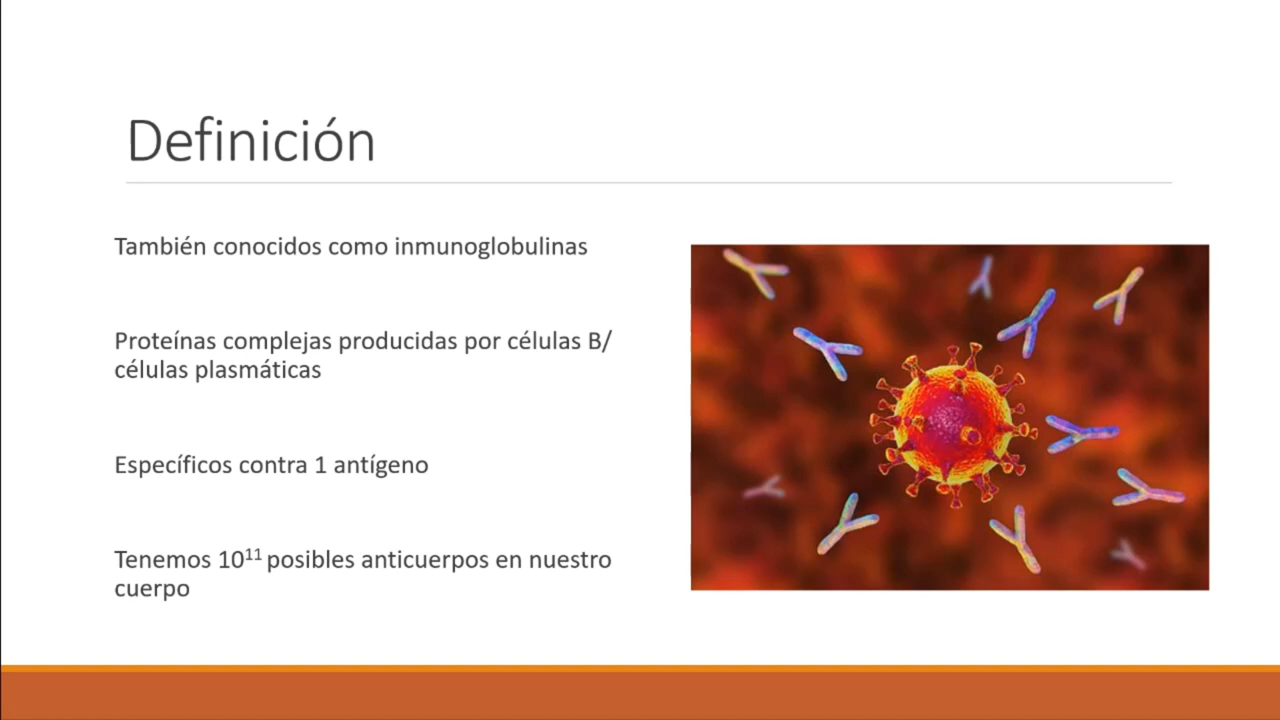 Definición
También conocidos como inmunoglobulinas
Proteínas complejas producidas por células B/
células plasmáticas
Específicos contra 1 antígeno
Tenemos 10¹¹ posibles anticuerpos en nuestro
cuerpo